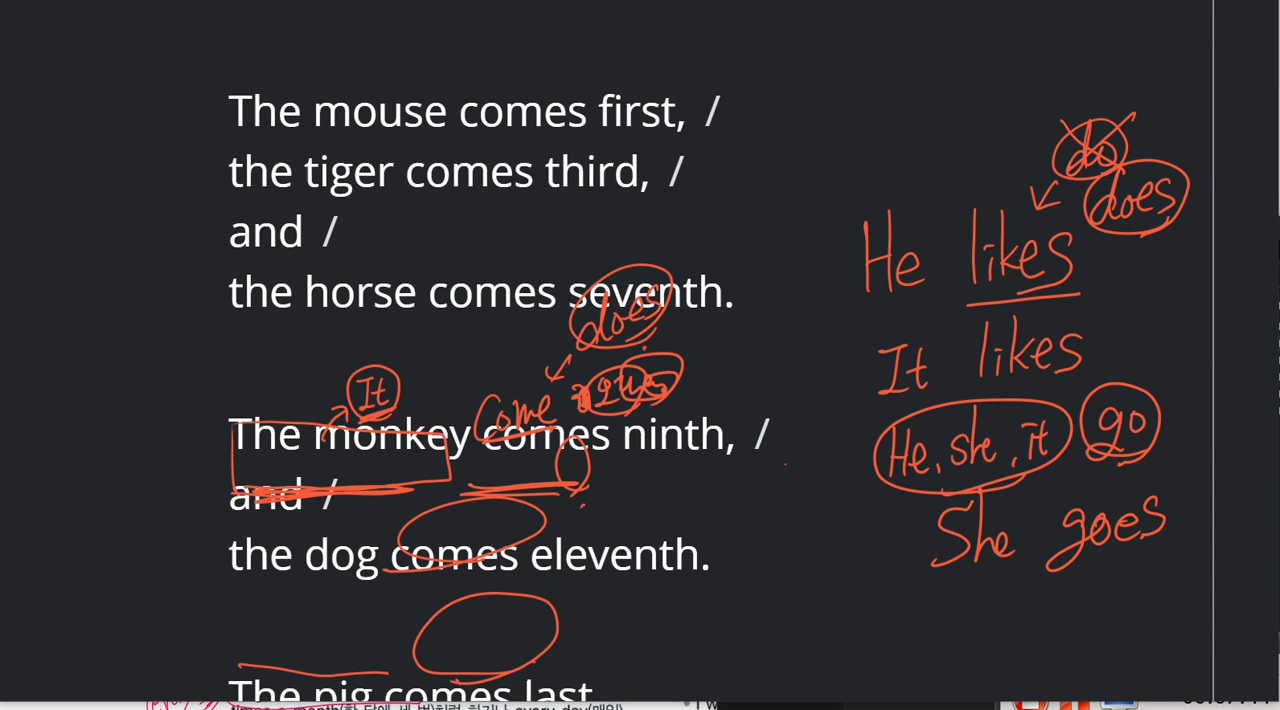 The mouse comes first, /
the tiger comes third, /
and /
the horse comes seventh.
does
It
come
The monkey comes ninth, /
and /
the dog comes eleventh.
The pig comes last
do
does
He likes
It likes
He, she, it go
She goes